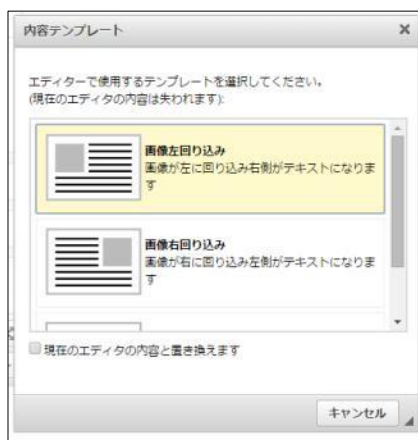 内容テンプレート
エディターで使用するテンプレートを選択してください。
(現在のエディタの内容は失われます):
画像左回り込み
画像が左に回り込み右側がテキストになりま
す
画像右回り込み
画像が右に回り込み左側がテキストになりま
す
現在のエディタの内容と置き換えます
キャンセル